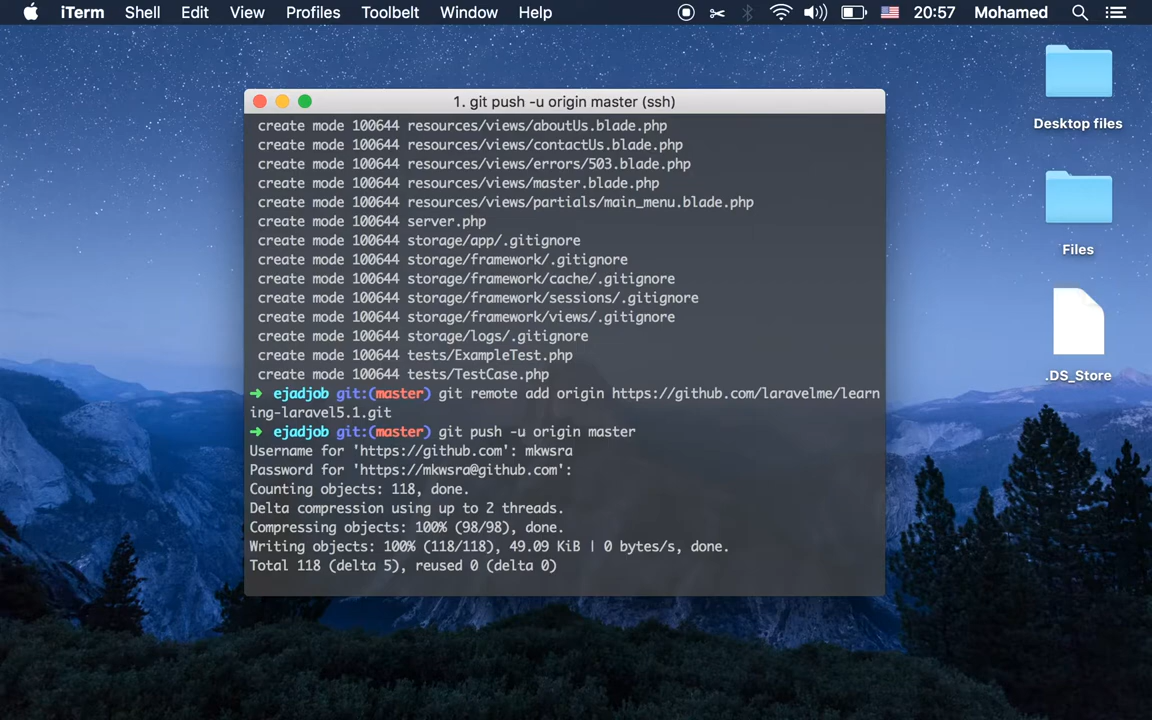 iTerm Shell Edit View Profiles Toolbelt Window Help 20:57 Mohamed
1. git push -u origin master (ssh)
create mode 100644 resources/views/aboutUs.blade.php
create mode 100644 resources/views/contactUs.blade.php
create mode 100644 resources/views/errors/503.blade.php
create mode 100644 resources/views/master.blade.php
create mode 100644 resources/views/partials/main_menu.blade.php
create mode 100644 server.php
create mode 100644 storage/app/.gitignore
create mode 100644 storage/framework/.gitignore
create mode 100644 storage/framework/cache/.gitignore
create mode 100644 storage/framework/sessions/.gitignore
create mode 100644 storage/framework/views/.gitignore
create mode 100644 storage/logs/.gitignore
create mode 100644 tests/ExampleTest.php
create mode 100644 tests/TestCase.php
➜ ejadjob git:(master) git remote add origin https://github.com/laravelme/learn
ing-laravel5.1.git
➜ ejadjob git:(master) git push -u origin master
Username for 'https://github.com': mkwsra
Password for 'https://mkwsra@github.com':
Counting objects: 118, done.
Delta compression using up to 2 threads.
Compressing objects: 100% (98/98), done.
Writing objects: 100% (118/118), 49.09 KiB | 0 bytes/s, done.
Total 118 (delta 5), reused 0 (delta 0)
Desktop files
Files
.DS_Store